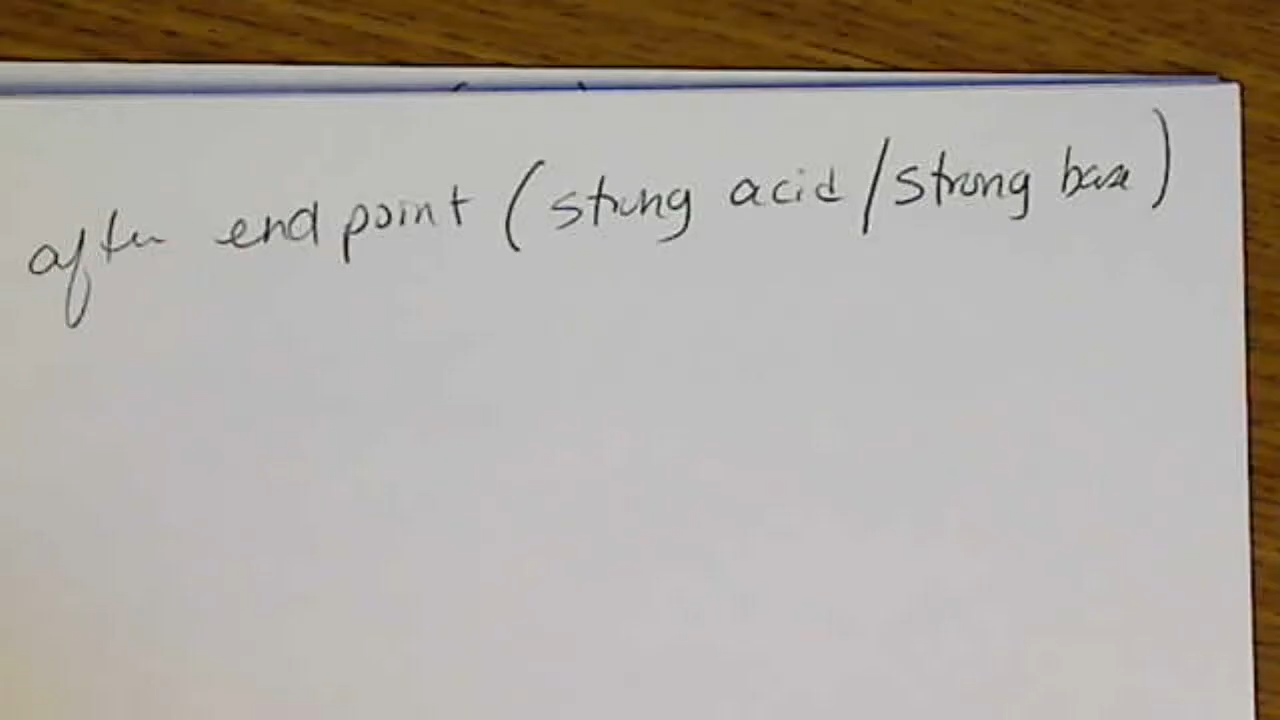 after end point (strong acid/strong base)